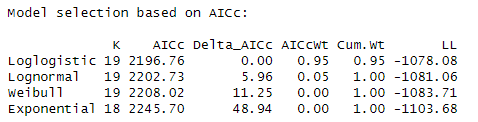 Model selection based on AICc:
K AICc Delta_AICc AICcWt Cum.Wt LL
Loglogistic 19 2196.76 0.00 0.95 0.95 -1078.08
Lognormal 19 2202.73 5.96 0.05 1.00 -1081.06
Weibull 19 2208.02 11.25 0.00 1.00 -1083.71
Exponential 18 2245.70 48.94 0.00 1.00 -1103.68